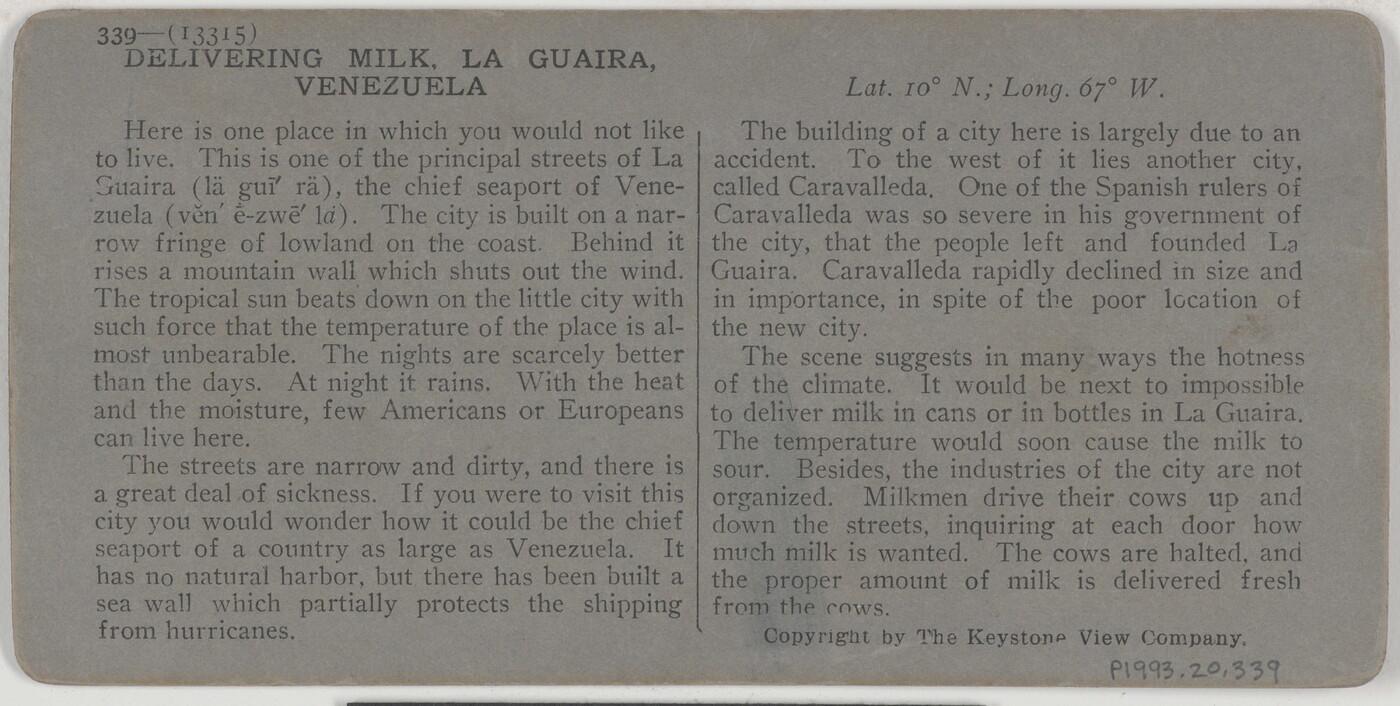 339—(13315)
DELIVERING MILK, LA GUAIRA,
VENEZUELA
Here is one place in which you would not like
to live. This is one of the principal streets of La
Guaira (lä guī′ rä), the chief seaport of Vene-
zuela (vĕn′ ē-zwē′ lȧ). The city is built on a nar-
row fringe of lowland on the coast. Behind it
rises a mountain wall which shuts out the wind.
The tropical sun beats down on the little city with
such force that the temperature of the place is al-
most unbearable. The nights are scarcely better
than the days. At night it rains. With the heat
and the moisture, few Americans or Europeans
can live here.
The streets are narrow and dirty, and there is
a great deal of sickness. If you were to visit this
city you would wonder how it could be the chief
seaport of a country as large as Venezuela. It
has no natural harbor, but there has been built a
sea wall which partially protects the shipping
from hurricanes.
Lat. 10° N.; Long. 67° W.
The building of a city here is largely due to an
accident. To the west of it lies another city,
called Caravalleda. One of the Spanish rulers of
Caravalleda was so severe in his government of
the city, that the people left and founded La
Guaira. Caravalleda rapidly declined in size and
in importance, in spite of the poor location of
the new city.
The scene suggests in many ways the hotness
of the climate. It would be next to impossible
to deliver milk in cans or in bottles in La Guaira.
The temperature would soon cause the milk to
sour. Besides, the industries of the city are not
organized. Milkmen drive their cows up and
down the streets, inquiring at each door how
much milk is wanted. The cows are halted, and
the proper amount of milk is delivered fresh
from the cows.
Copyright by The Keystone View Company.
P1993.20.339